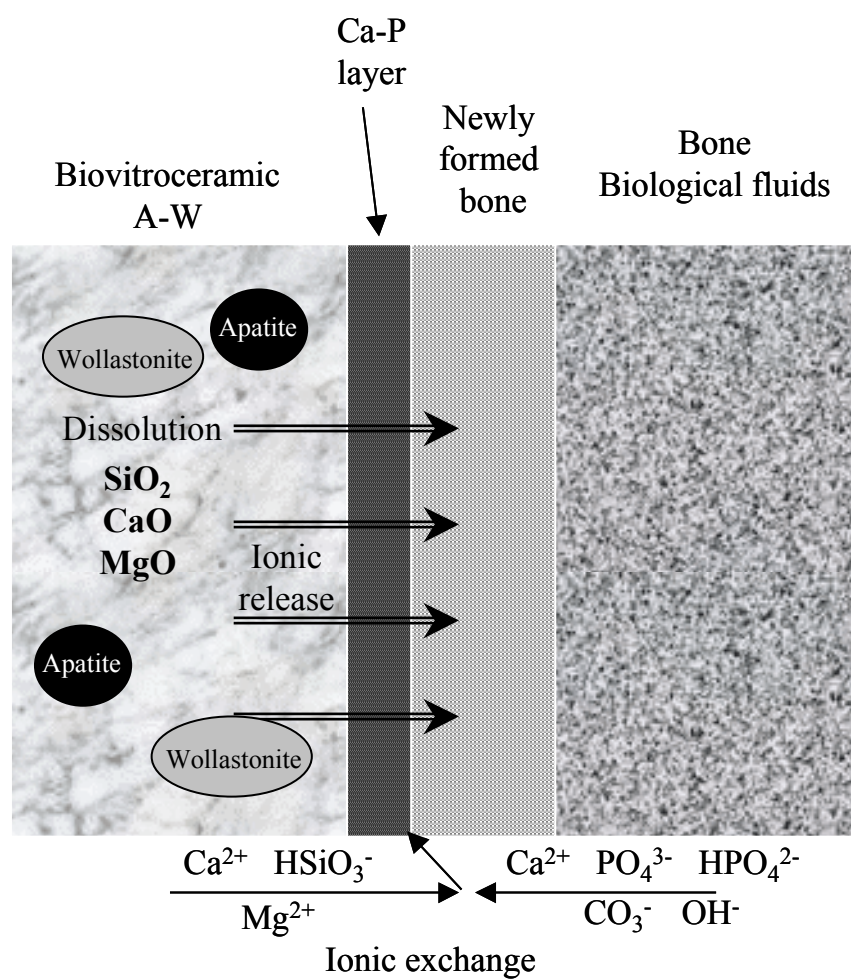 Ca-P
layer
Newly
formed
bone
Bone
Biological fluids
Biovitroceramic
A-W
Apatite
Wollastonite
Dissolution
SiO₂
CaO
MgO
Ionic
release
Apatite
Wollastonite
Ca²⁺ HSiO₃⁻
Mg²⁺
Ca²⁺ PO₄³⁻ HPO₄²⁻
CO₃⁻ OH⁻
Ionic exchange